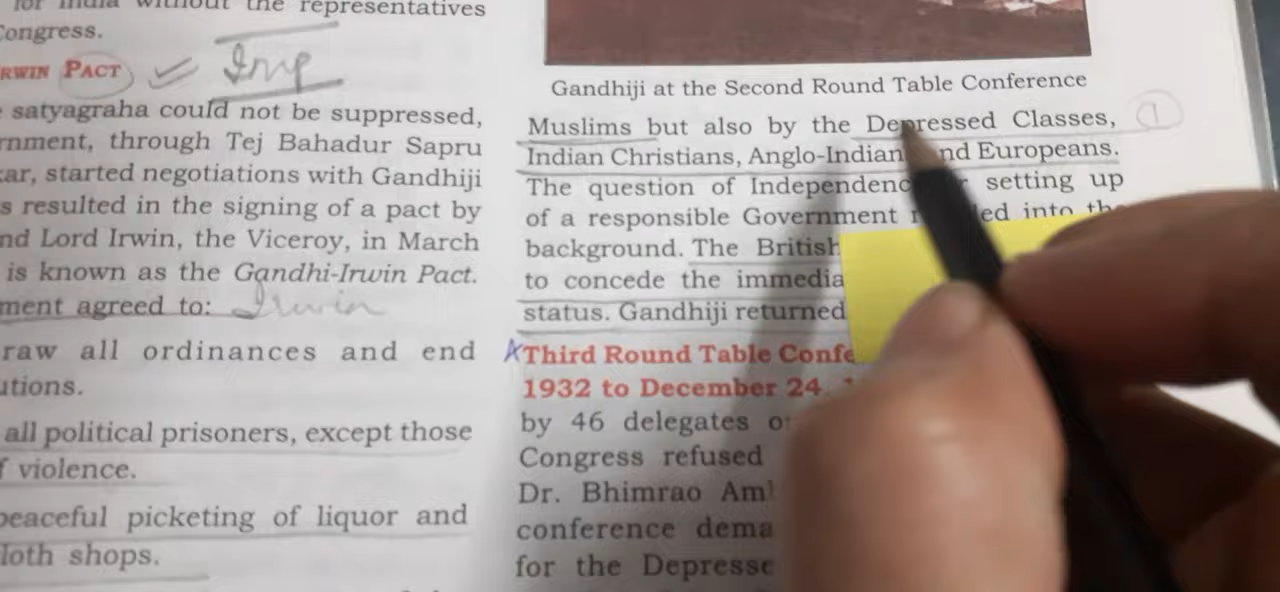 for India without the representatives
Congress.
RWIN PACT Imp
satyagraha could not be suppressed,
rnment, through Tej Bahadur Sapru
kar, started negotiations with Gandhiji
s resulted in the signing of a pact by
nd Lord Irwin, the Viceroy, in March
is known as the Gandhi-Irwin Pact.
ment agreed to: Irwin
raw all ordinances and end
utions.
all political prisoners, except those
f violence.
peaceful picketing of liquor and
loth shops.
Gandhiji at the Second Round Table Conference
Muslims but also by the Depressed Classes, 1
Indian Christians, Anglo-Indian nd Europeans.
The question of Independenc setting up
of a responsible Government ed into the
background. The British
to concede the immedia
status. Gandhiji returned
Third Round Table Confe
1932 to December 24,
by 46 delegates
Congress refused
Dr. Bhimrao Am
conference dema
for the Depresse